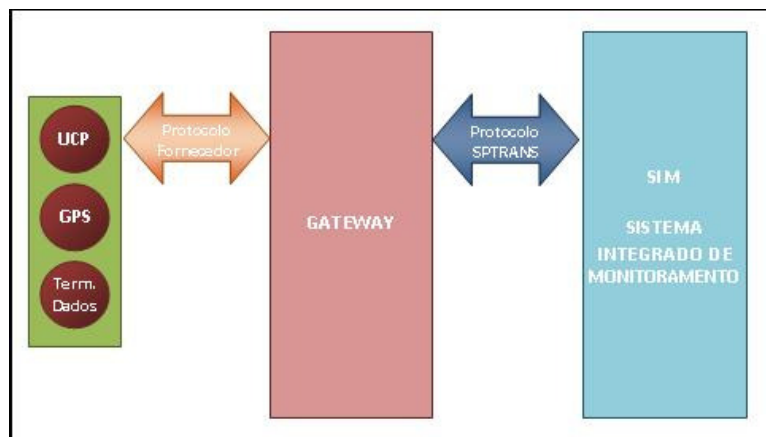 UCP
GPS
Term.
Dados
Protocolo
Fornecedor
GATEWAY
Protocolo
SPTRANS
SIM
SISTEMA
INTEGRADO DE
MONITORAMENTO